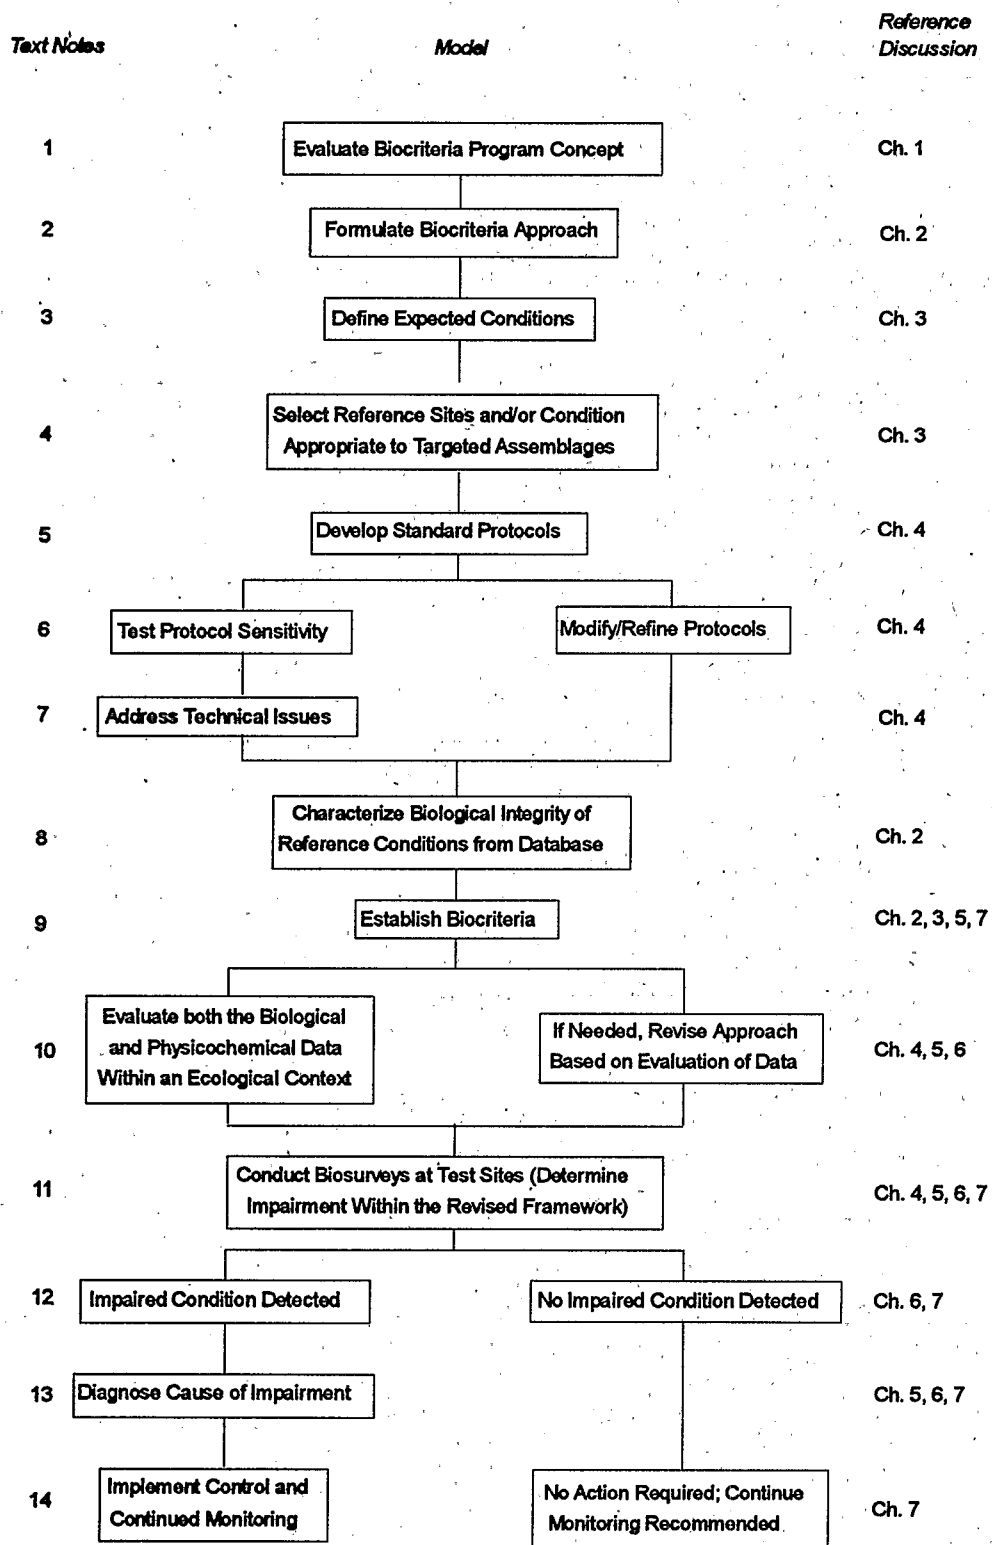 Reference
Text Notes Model Discussion
1 Evaluate Biocriteria Program Concept Ch. 1
2 Formulate Biocriteria Approach Ch. 2
3 Define Expected Conditions Ch. 3
Select Reference Sites and/or Condition
4 Appropriate to Targeted Assemblages Ch. 3
5 Develop Standard Protocols Ch. 4
6 Test Protocol Sensitivity Modify/Refine Protocols Ch. 4
7 Address Technical Issues Ch. 4
Characterize Biological Integrity of
8 Reference Conditions from Database Ch. 2
9 Establish Biocriteria Ch. 2, 3, 5, 7
Evaluate both the Biological
and Physicochemical Data
Within an Ecological Context
10
If Needed, Revise Approach
Based on Evaluation of Data
Ch. 4, 5, 6
Conduct Biosurveys at Test Sites (Determine
11 Impairment Within the Revised Framework) Ch. 4, 5, 6, 7
12 Impaired Condition Detected No Impaired Condition Detected Ch. 6, 7
13 Diagnose Cause of Impairment Ch. 5, 6, 7
14
Implement Control and
Continued Monitoring
No Action Required; Continue
Monitoring Recommended
Ch. 7